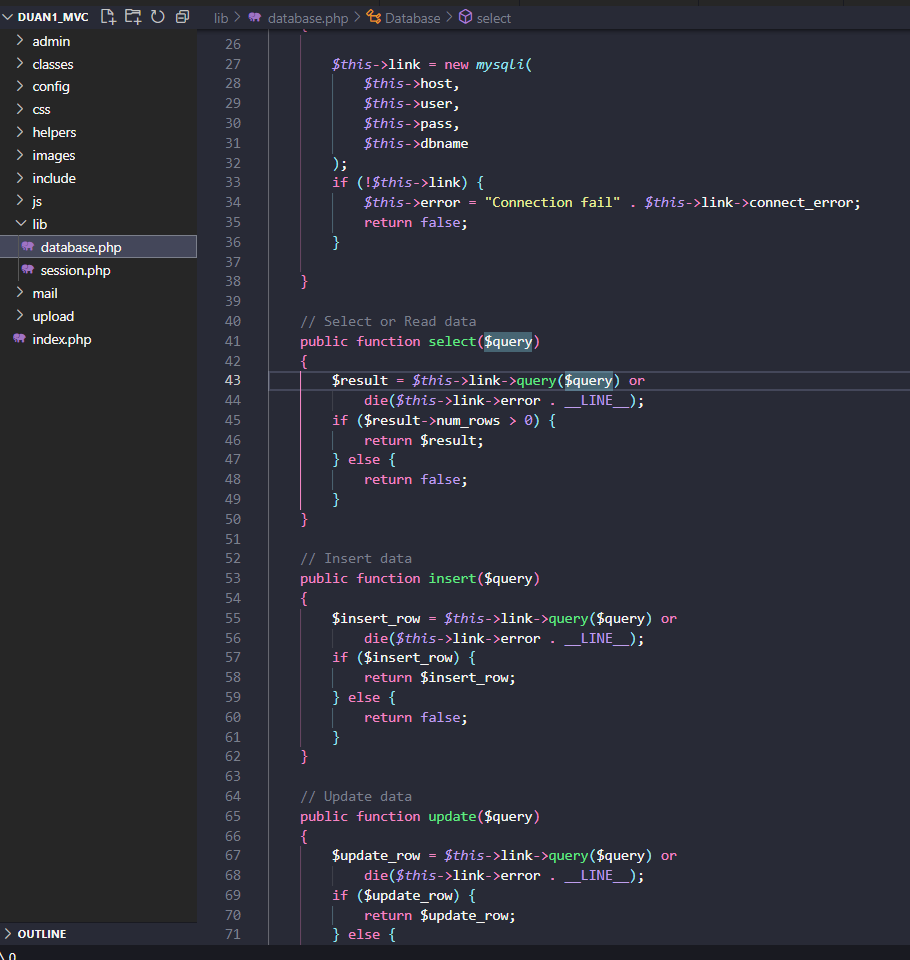 DUAN1_MVC
admin
classes
config
css
helpers
images
include
js
lib
database.php
session.php
mail
upload
index.php
OUTLINE
0
lib > database.php > Database > select
26
27 $this->link = new mysqli(
28 $this->host,
29 $this->user,
30 $this->pass,
31 $this->dbname
32 );
33 if (!$this->link) {
34 $this->error = "Connection fail" . $this->link->connect_error;
35 return false;
36 }
37
38 }
39
40 // Select or Read data
41 public function select($query)
42 {
43 $result = $this->link->query($query) or
44 die($this->link->error . __LINE__);
45 if ($result->num_rows > 0) {
46 return $result;
47 } else {
48 return false;
49 }
50 }
51
52 // Insert data
53 public function insert($query)
54 {
55 $insert_row = $this->link->query($query) or
56 die($this->link->error . __LINE__);
57 if ($insert_row) {
58 return $insert_row;
59 } else {
60 return false;
61 }
62 }
63
64 // Update data
65 public function update($query)
66 {
67 $update_row = $this->link->query($query) or
68 die($this->link->error . __LINE__);
69 if ($update_row) {
70 return $update_row;
71 } else {